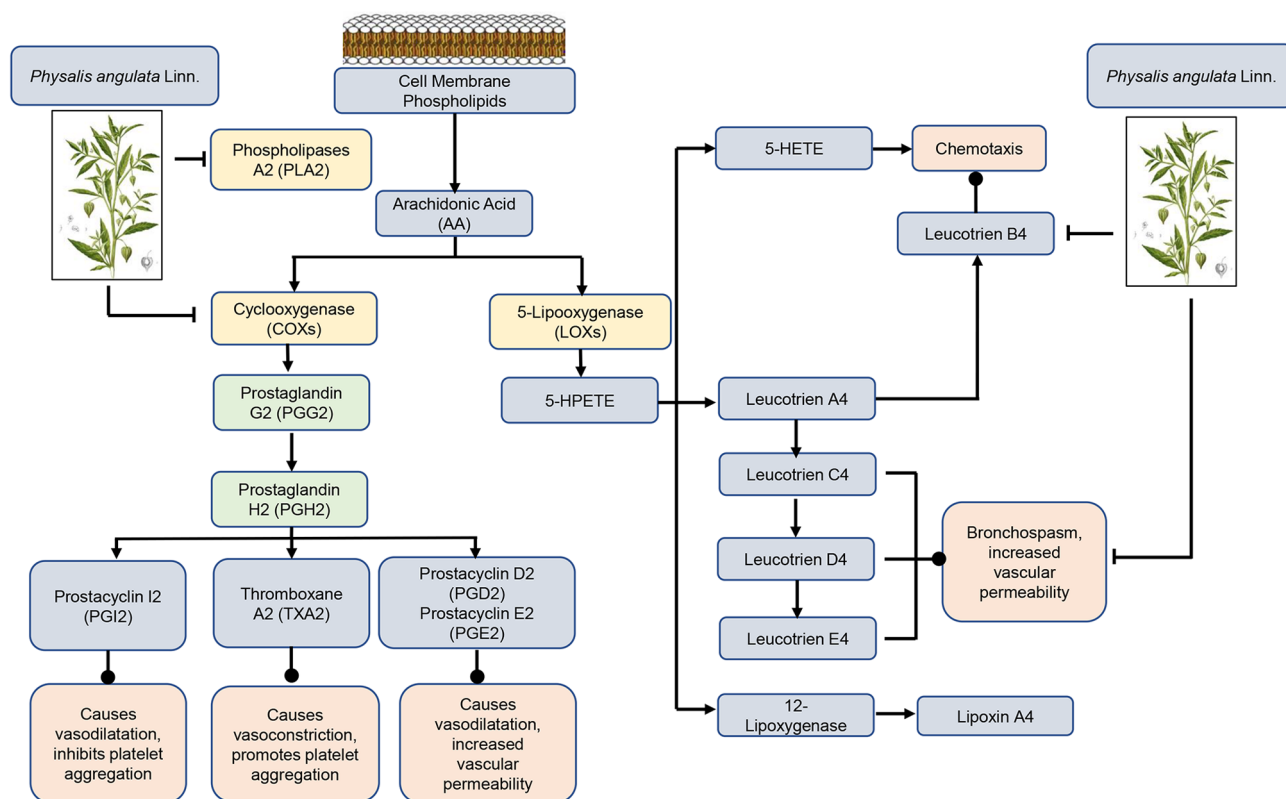 Physalis angulata Linn.
Cell Membrane
Phospholipids
Physalis angulata Linn.
Phospholipases
A2 (PLA2)
Arachidonic Acid
(AA)
Cyclooxygenase
(COXs)
5-Lipooxygenase
(LOXs)
Prostaglandin
G2 (PGG2)
5-HPETE
Prostaglandin
H2 (PGH2)
Prostacyclin I2
(PGI2)
Thromboxane
A2 (TXA2)
Prostacyclin D2
(PGD2)
Prostacyclin E2
(PGE2)
Causes
vasodilatation,
inhibits platelet
aggregation
Causes
vasoconstriction,
promotes platelet
aggregation
Causes
vasodilatation,
increased
vascular
permeability
5-HETE
Chemotaxis
Leucotrien B4
Leucotrien A4
Leucotrien C4
Leucotrien D4
Leucotrien E4
Bronchospasm,
increased
vascular
permeability
12-
Lipoxygenase
Lipoxin A4